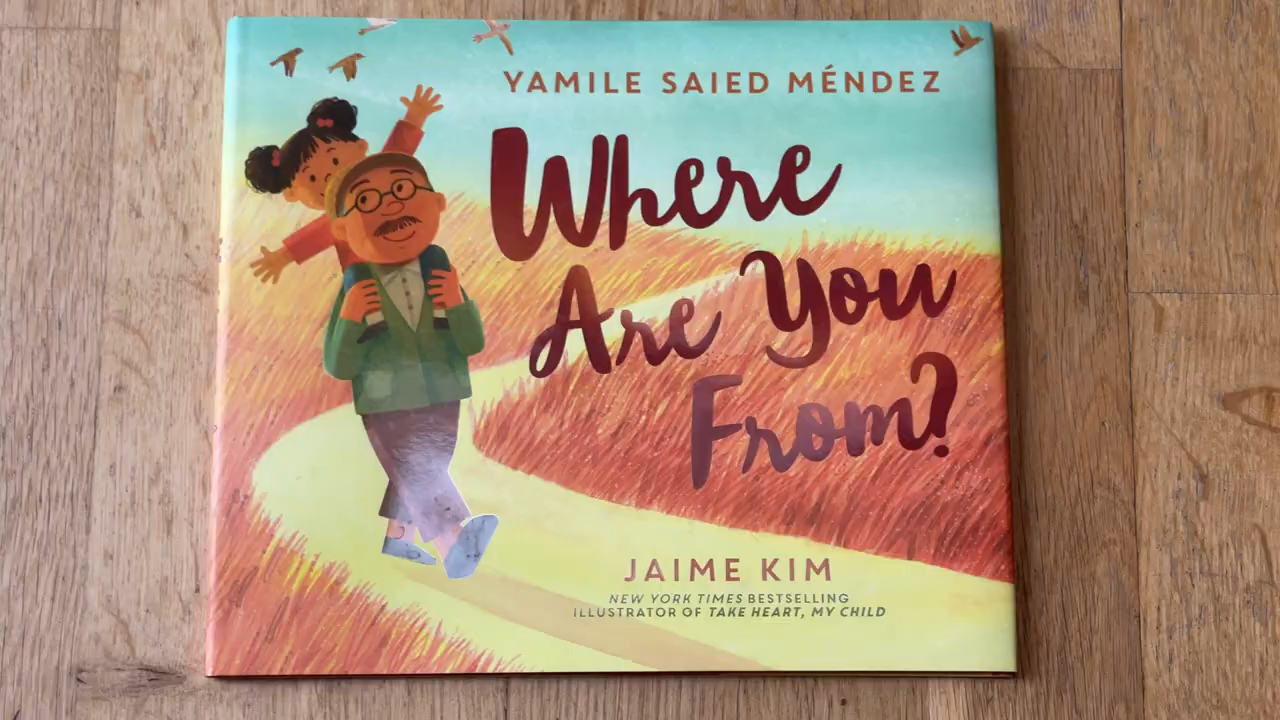 YAMILE SAIED MÉNDEZ
Where
Are You
From?
JAIME KIM
NEW YORK TIMES BESTSELLING
ILLUSTRATOR OF TAKE HEART, MY CHILD